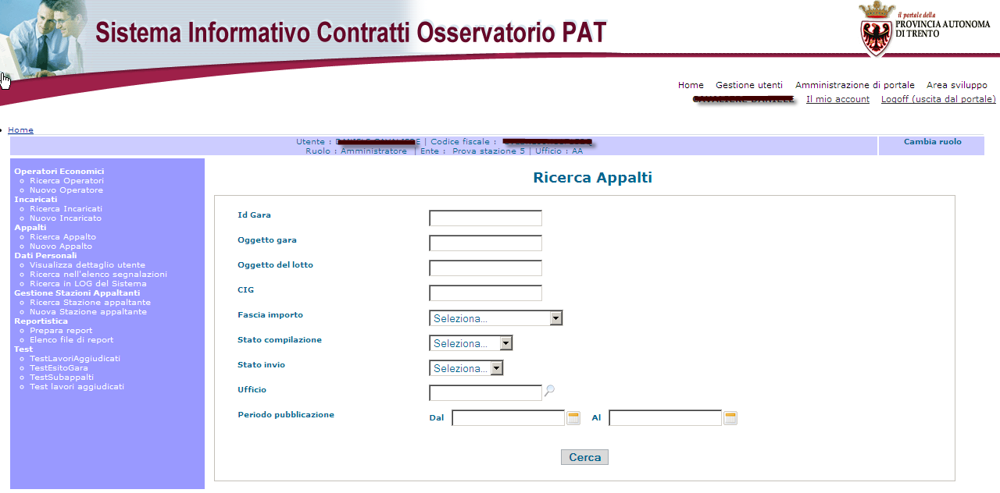 Sistema Informativo Contratti Osservatorio PAT
il portale della
PROVINCIA AUTONOMA
DI TRENTO
Home Gestione utenti Amministrazione di portale Area sviluppo
Il mio account Logoff (uscita dal portale)
Home
Utente : | Codice fiscale :
Ruolo : Amministratore | Ente : Prova stazione 5 | Ufficio : AA
Cambia ruolo
Operatori Economici
Ricerca Operatori
Nuovo Operatore
Incaricati
Ricerca Incaricati
Nuovo Incaricato
Appalti
Ricerca Appalto
Nuovo Appalto
Dati Personali
Visualizza dettaglio utente
Ricerca nell'elenco segnalazioni
Ricerca in LOG del Sistema
Gestione Stazioni Appaltanti
Ricerca Stazione appaltante
Nuova Stazione appaltante
Reportistica
Prepara report
Elenco file di report
Test
TestLavoriAggiudicati
TestEsitoGara
TestSubappalti
Test lavori aggiudicati
Ricerca Appalti
Id Gara
Oggetto gara
Oggetto del lotto
CIG
Fascia importo Seleziona...
Stato compilazione Seleziona...
Stato invio Seleziona...
Ufficio
Periodo pubblicazione Dal Al
Cerca